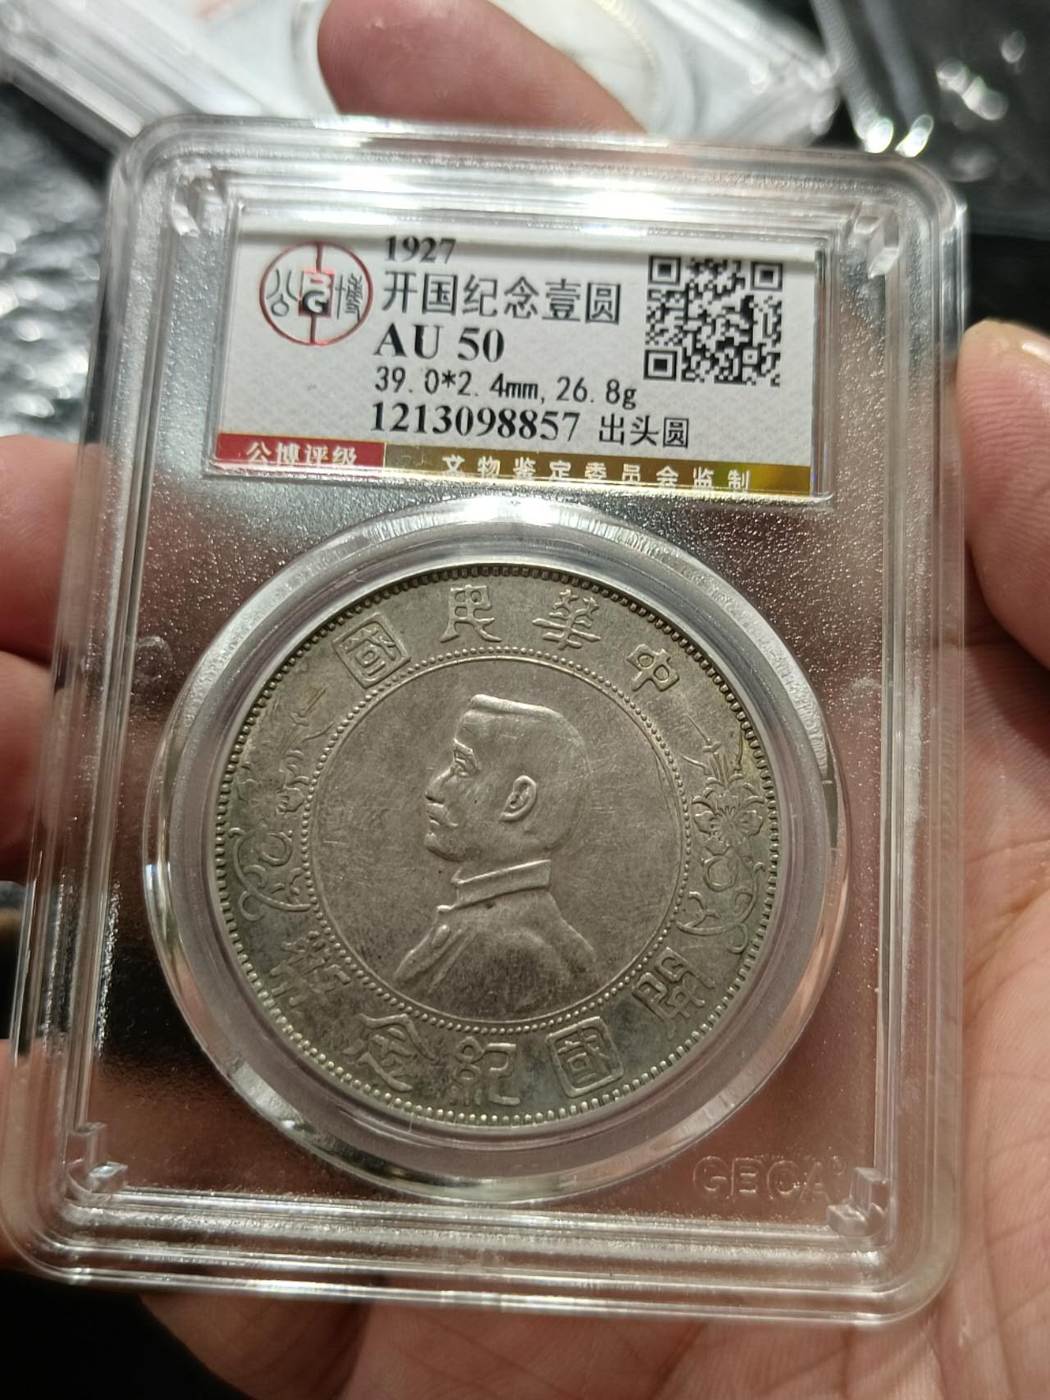 公 G 博
1927
开国纪念壹圆
AU 50
39.0*2.4mm,26.8g
1213098857 出头圆
公博评级
文物鉴定委员会监制
中華民國
開國紀念幣
GBCA